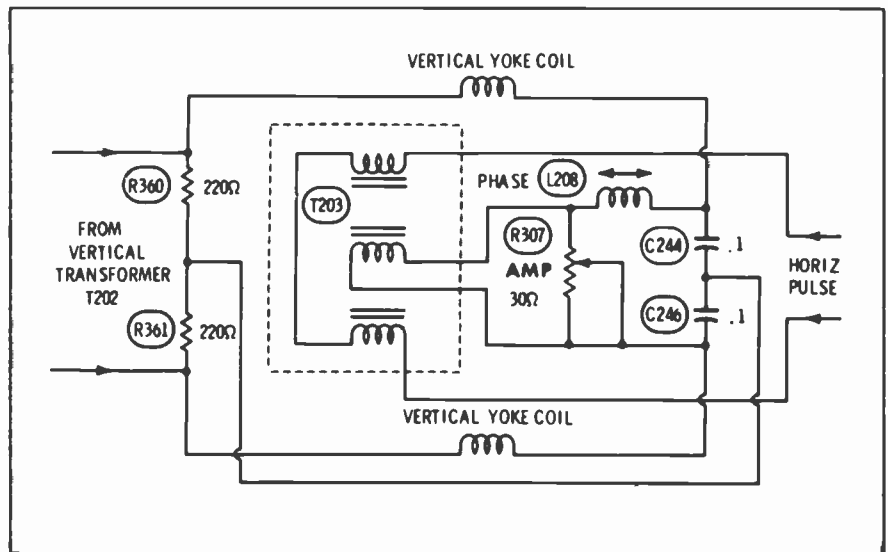 VERTICAL YOKE COIL
R360
220Ω
T203
PHASE
L208
R307
AMP
30Ω
C244
.1
FROM
VERTICAL
TRANSFORMER
T202
HORIZ
PULSE
R361
220Ω
C246
.1
VERTICAL YOKE COIL